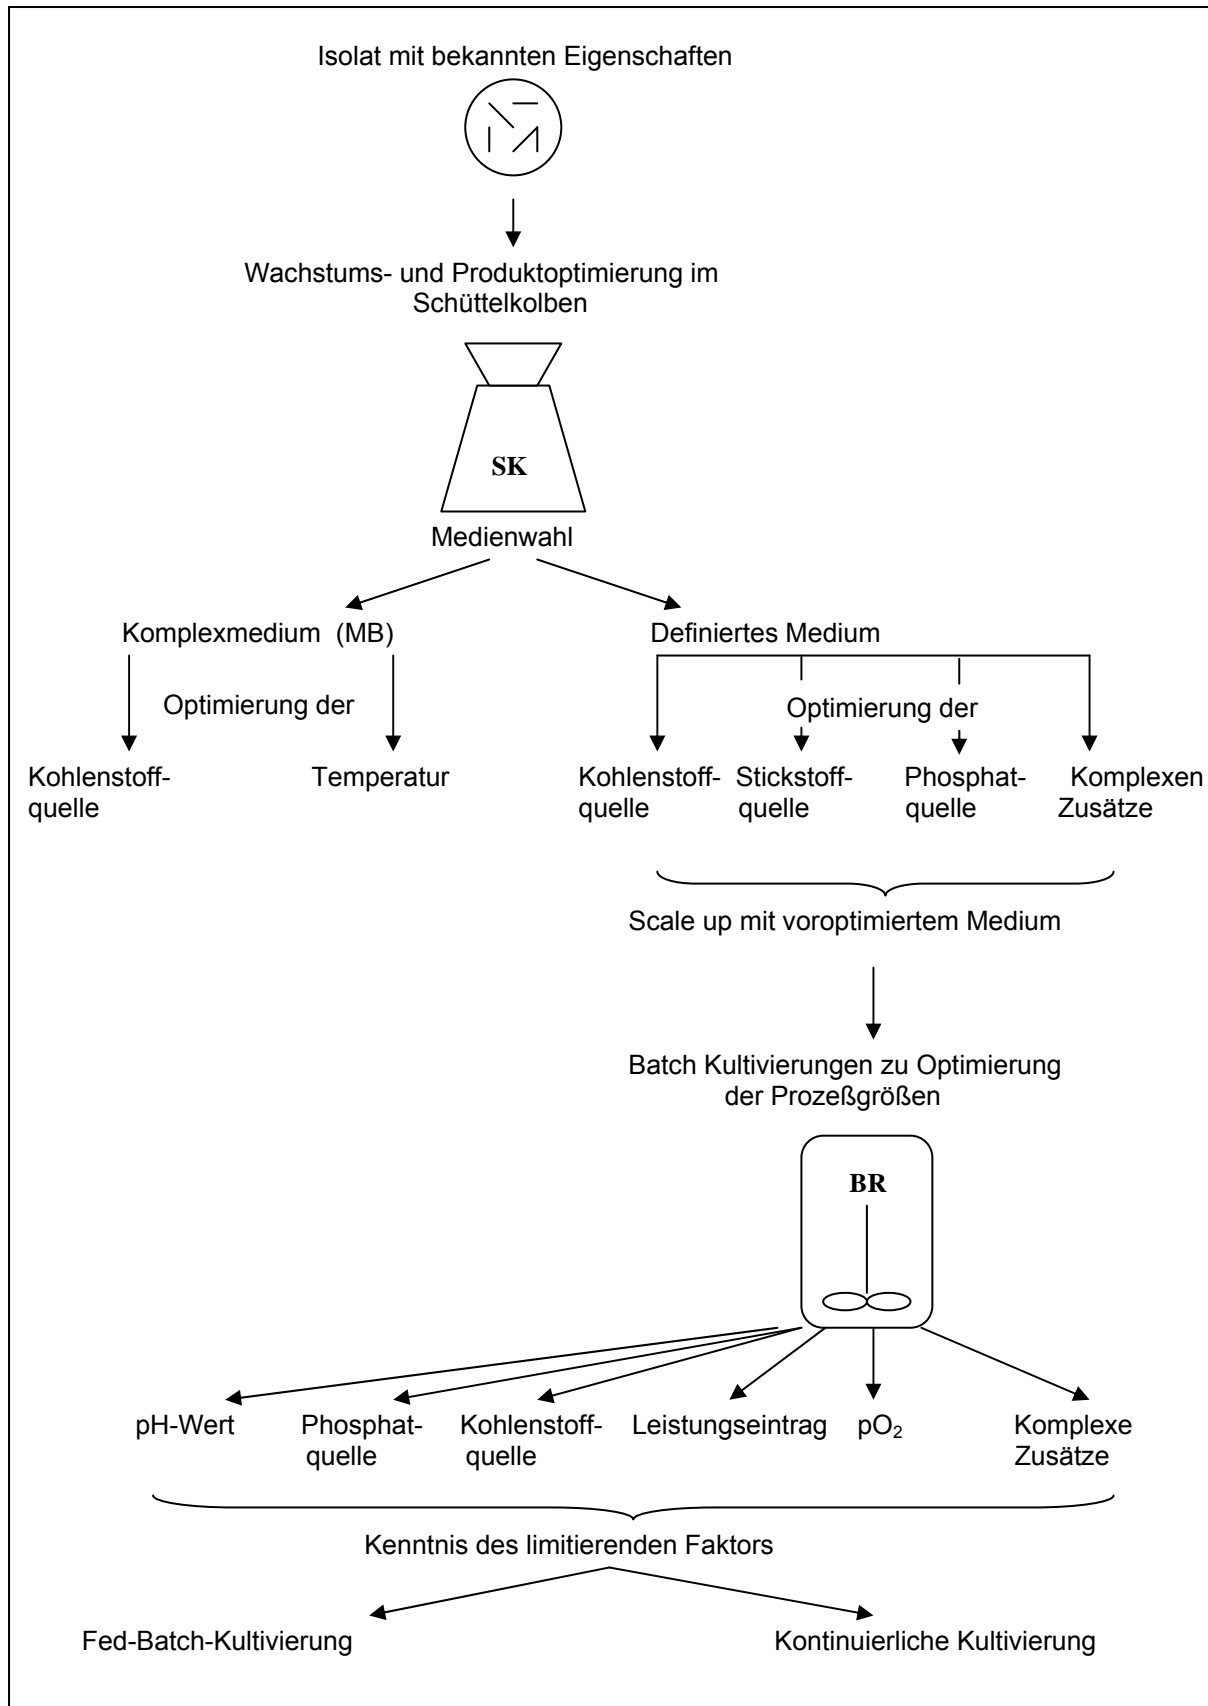 Isolat mit bekannten Eigenschaften
Wachstums- und Produktoptimierung im
Schüttelkolben
SK
Medienwahl
Komplexmedium (MB)
Optimierung der
Kohlenstoff-
quelle
Temperatur
Definiertes Medium
Optimierung der
Kohlenstoff-
quelle
Stickstoff-
quelle
Phosphat-
quelle
Komplexen
Zusätze
Scale up mit voroptimiertem Medium
Batch Kultivierungen zu Optimierung
der Prozeßgrößen
BR
pH-Wert
Phosphat-
quelle
Kohlenstoff-
quelle
Leistungseintrag
pO₂
Komplexe
Zusätze
Kenntnis des limitierenden Faktors
Fed-Batch-Kultivierung
Kontinuierliche Kultivierung